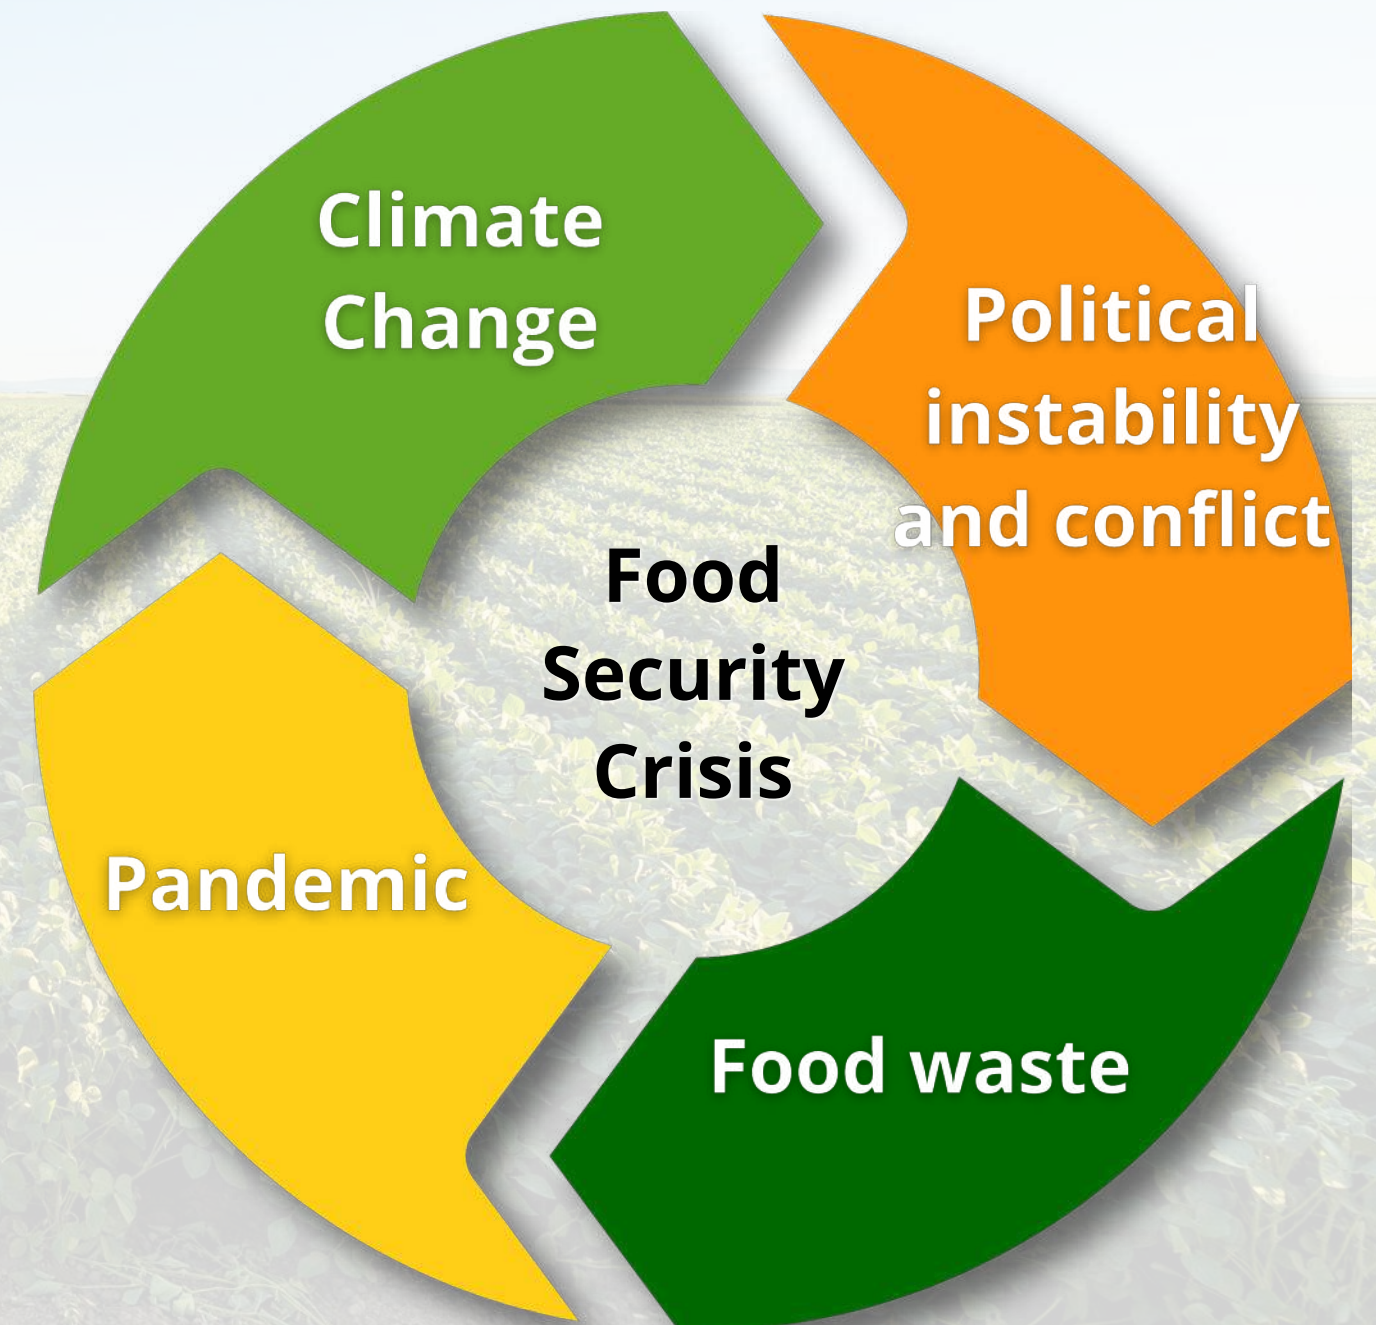 Climate
Change
Political
instability
and conflict
Food
Security
Crisis
Pandemic
Food waste